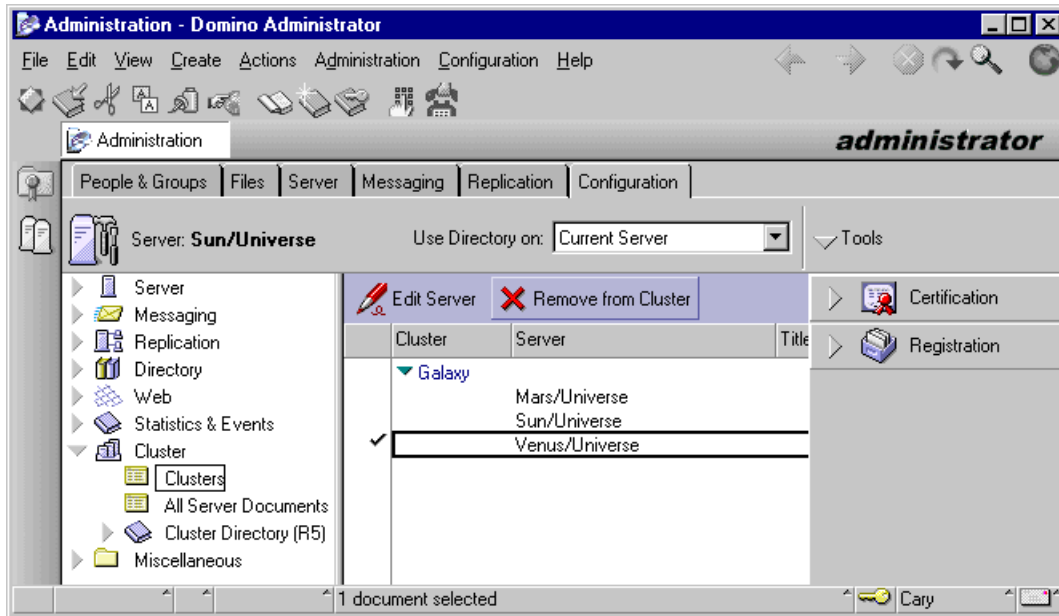 Administration - Domino Administrator
File Edit View Create Actions Administration Configuration Help
Administration
administrator
People & Groups Files Server Messaging Replication Configuration
Server: Sun/Universe Use Directory on: Current Server Tools
Server
Messaging
Replication
Directory
Web
Statistics & Events
Cluster
Clusters
All Server Documents
Cluster Directory (R5)
Miscellaneous
Edit Server Remove from Cluster
Cluster Server Title
Galaxy
Mars/Universe
Sun/Universe
Venus/Universe
Certification
Registration
1 document selected Cary